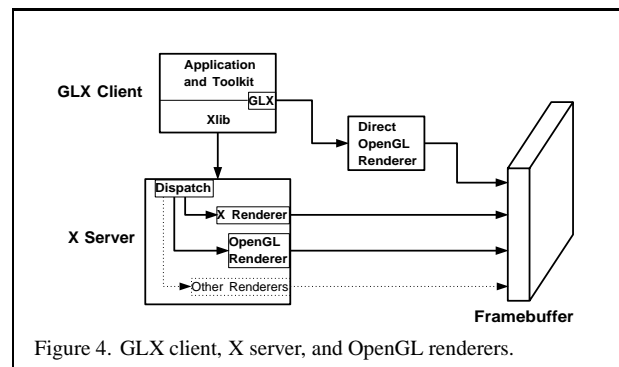 Application
and Toolkit
GLX Client
GLX
Xlib
Direct
OpenGL
Renderer
Dispatch
X Renderer
X Server
OpenGL
Renderer
Other Renderers
Framebuffer
Figure 4. GLX client, X server, and OpenGL renderers.